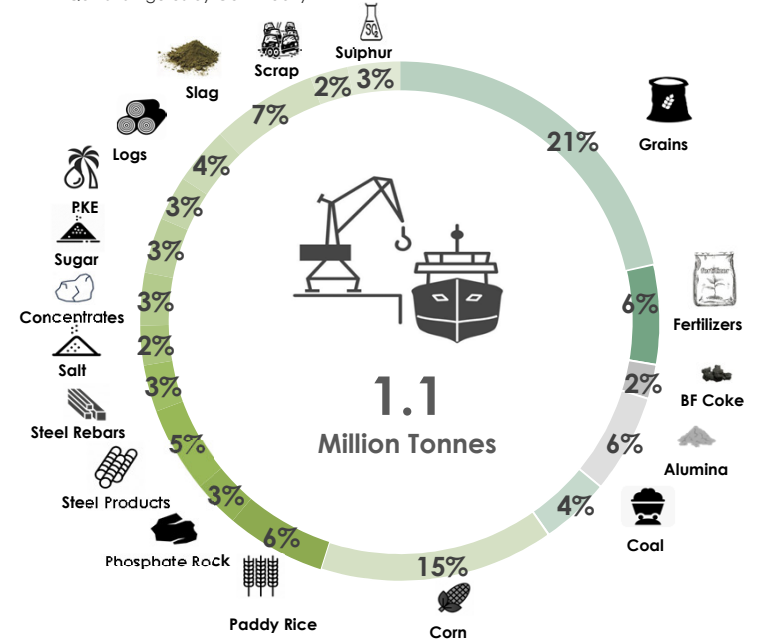 Sulphur
SO₂
Scrap
3%
2%
Slag
7%
21%
Grains
Logs
4%
PKE
3%
Sugar
3%
fertilizer
Concentrates
3%
6%
Fertilizers
Salt
2%
2%
BF Coke
3%
1.1
Million Tonnes
Steel Rebars
5%
6%
Alumina
Steel Products
3%
4%
Coal
Phosphate Rock
6%
15%
Paddy Rice
Corn